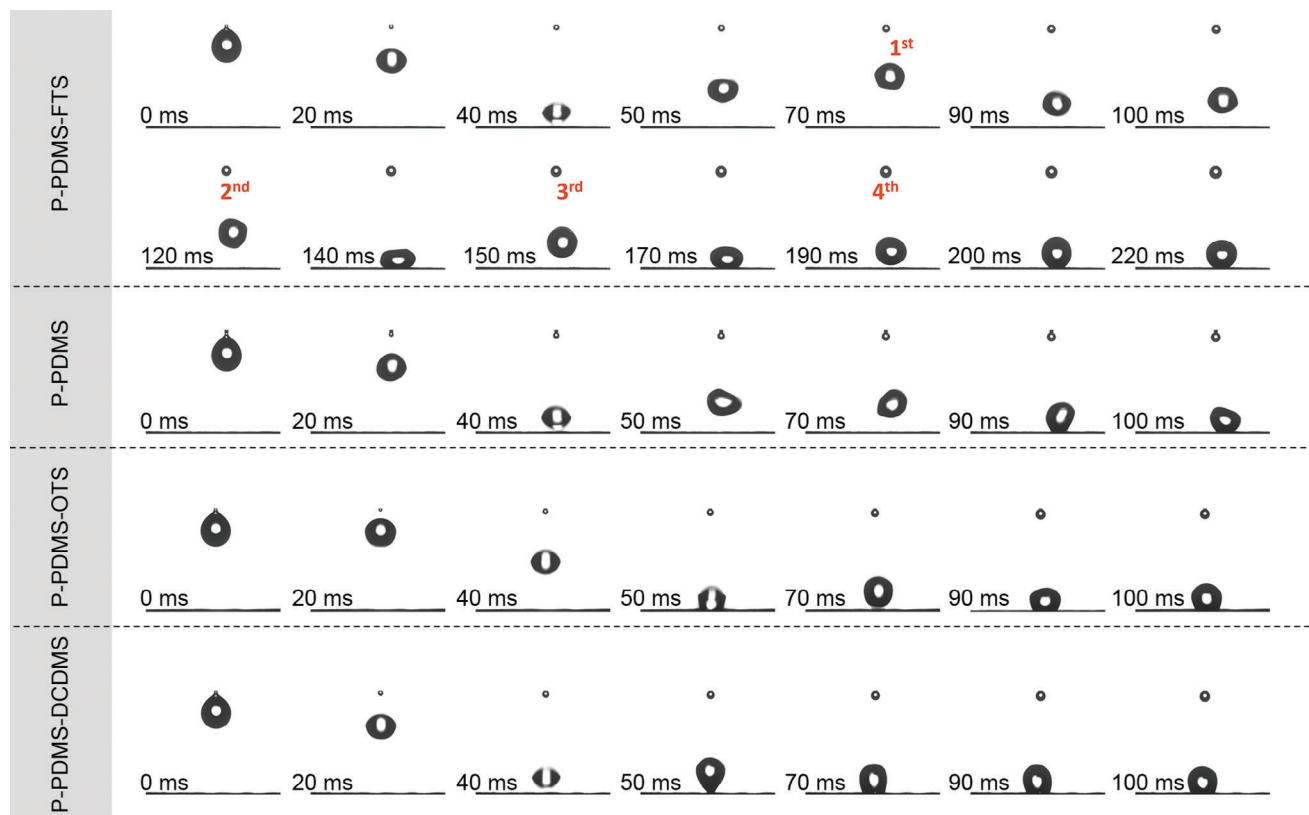 P-PDMS-FTS
1st
0 ms 20 ms 40 ms 50 ms 70 ms 90 ms 100 ms
2nd 3rd 4th
120 ms 140 ms 150 ms 170 ms 190 ms 200 ms 220 ms
P-PDMS
0 ms 20 ms 40 ms 50 ms 70 ms 90 ms 100 ms
P-PDMS-OTS
0 ms 20 ms 40 ms 50 ms 70 ms 90 ms 100 ms
P-PDMS-DCDMS
0 ms 20 ms 40 ms 50 ms 70 ms 90 ms 100 ms